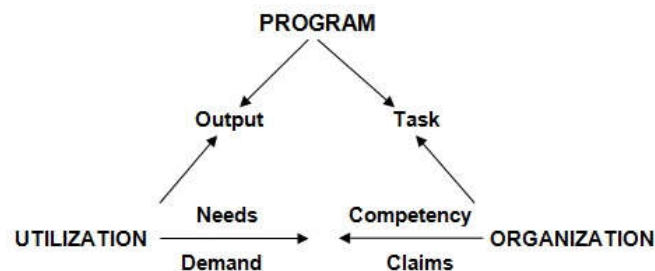 PROGRAM
Output Task
Needs Competency
UTILIZATION ORGANIZATION
Demand Claims